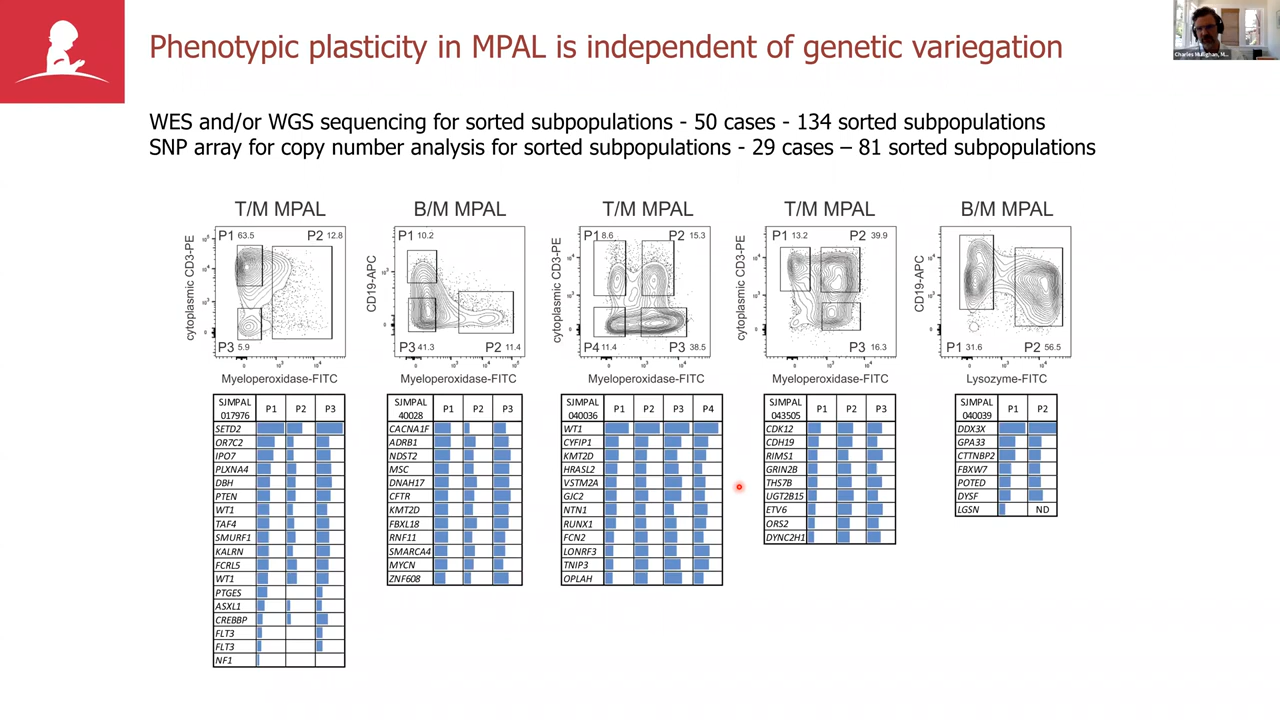 Phenotypic plasticity in MPAL is independent of genetic variegation
Charles Mullighan, M...
WES and/or WGS sequencing for sorted subpopulations - 50 cases - 134 sorted subpopulations
SNP array for copy number analysis for sorted subpopulations - 29 cases – 81 sorted subpopulations
T/M MPAL
cytoplasmic CD3-PE
P1 63.5
P2 12.8
P3 5.9
Myeloperoxidase-FITC
B/M MPAL
CD19-APC
P1 10.2
P3 41.3
P2 11.4
Myeloperoxidase-FITC
T/M MPAL
cytoplasmic CD3-PE
P1 8.6
P2 15.3
P4 11.4
P3 38.5
Myeloperoxidase-FITC
T/M MPAL
cytoplasmic CD3-PE
P1 13.2
P2 39.9
P3 16.3
Myeloperoxidase-FITC
B/M MPAL
CD19-APC
P1 31.6
P2 56.5
Lysozyme-FITC
SJMPAL
017976
P1 P2 P3
SETD2
OR7C2
IPO7
PLXNA4
DBH
PTEN
WT1
TAF4
SMURF1
KALRN
FCRL5
WT1
PTGES
ASXL1
CREBBP
FLT3
FLT3
NF1
SJMPAL
40028
P1 P2 P3
CACNA1F
ADRB1
NDST2
MSC
DNAH17
CFTR
KMT2D
FBXL18
RNF11
SMARCA4
MYCN
ZNF608
SJMPAL
040036
P1 P2 P3 P4
WT1
CYFIP1
KMT2D
HRASL2
VSTM2A
GJC2
NTN1
RUNX1
FCN2
LONRF3
TNIP3
OPLAH
SJMPAL
043505
P1 P2 P3
CDK12
CDH19
RIMS1
GRIN2B
THS7B
UGT2B15
ETV6
ORS2
DYNC2H1
SJMPAL
040039
P1 P2
DDX3X
GPA33
CTTNBP2
FBXW7
POTED
DYSF
LGSN ND